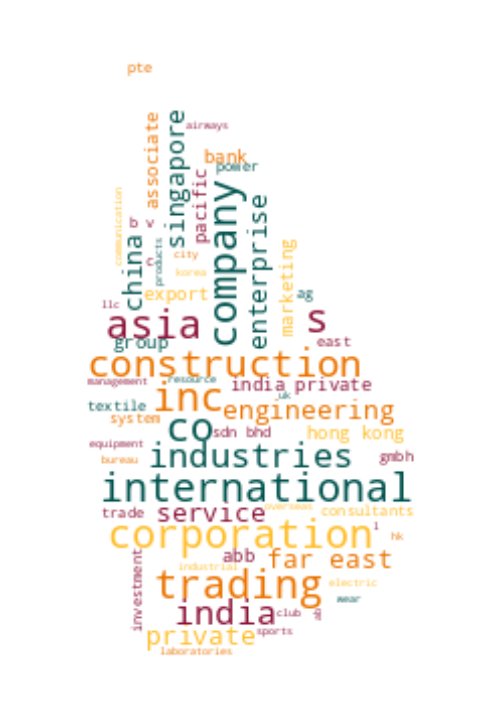 pte
airways
associate
singapore
bank
power
pacific
company
communication
b
v
enterprise
china
c
products
city
korea
marketing
export
ag
llc
asia
s
group
east
construction
management
resource
india private
inc
uk
textile
engineering
system
co
sdn bhd
hong kong
equipment
industries
gmbh
bureau
international
trade
service
overseas
consultants
corporation
l
hk
abb
far east
investment
industrial
trading
electric
wear
india
club
ab
private
sports
laboratories